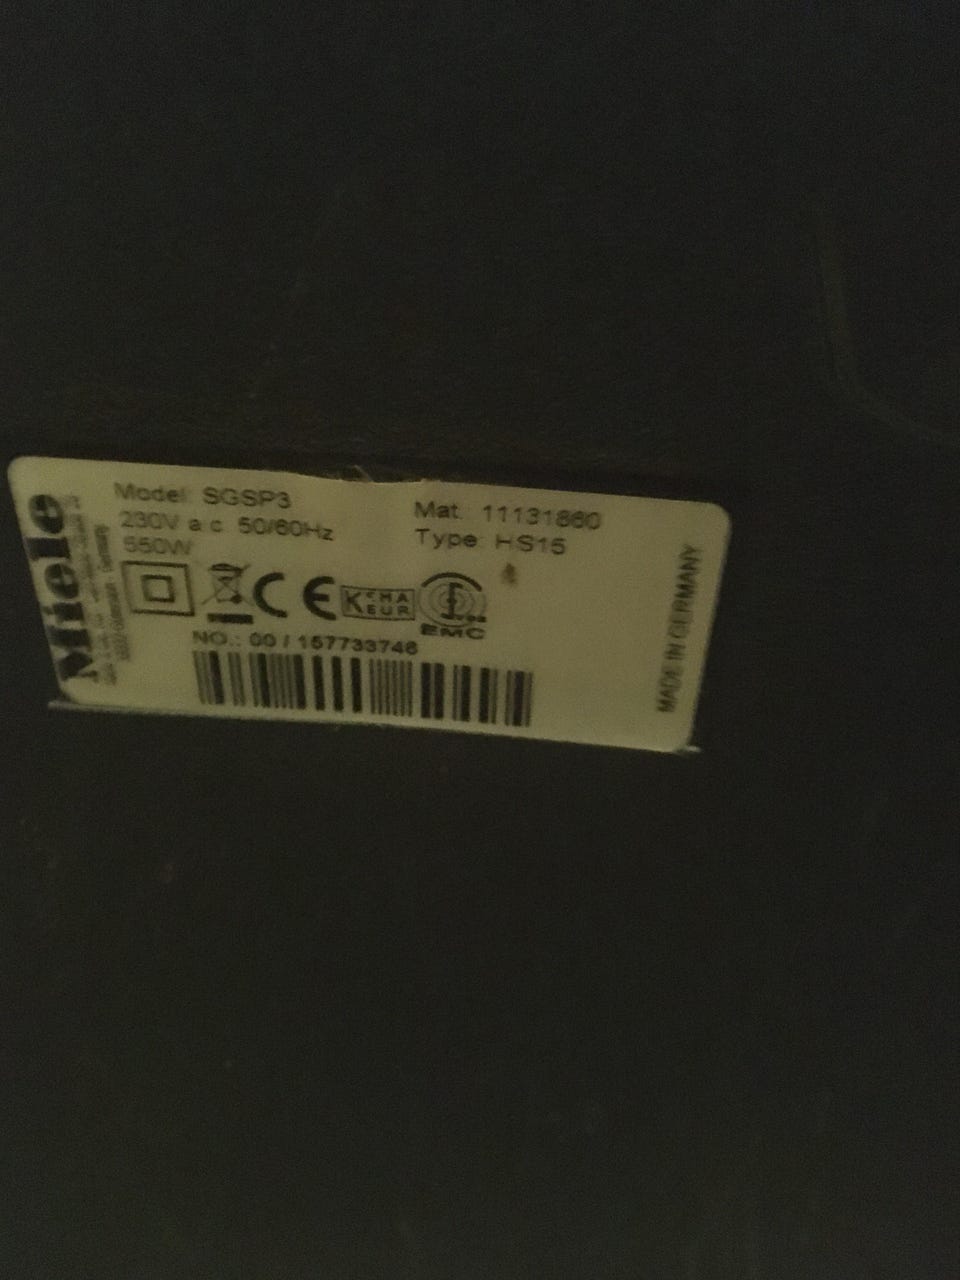 Miele
Model: SGSP3
230V a.c. 50/60Hz
550W
Mat.: 11131860
Type: HS15
KEMA
EUR
EMC
NO.: 00 / 157733746
MADE IN GERMANY